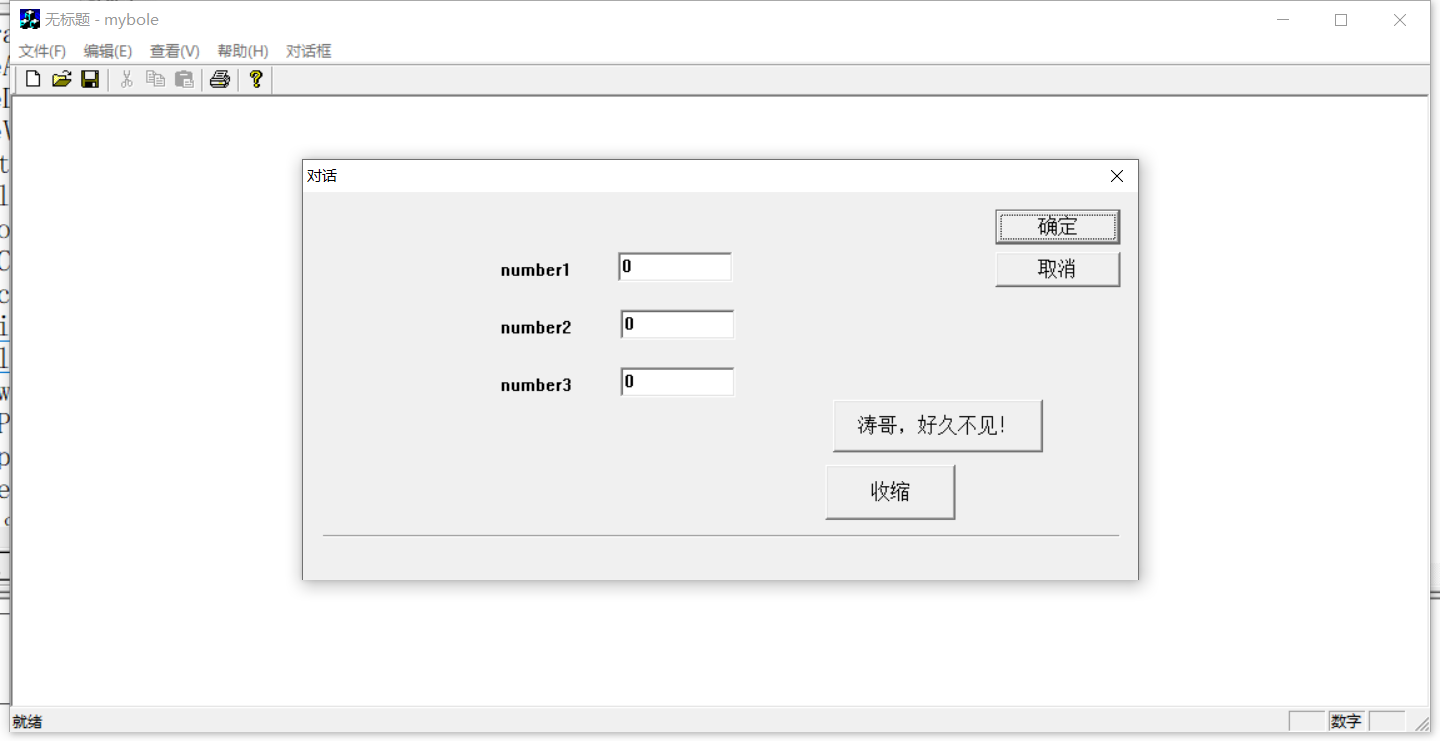 无标题 - mybole
文件(F) 编辑(E) 查看(V) 帮助(H) 对话框
对话
确定
取消
number1 0
number2 0
number3 0
涛哥，好久不见！
收缩
就绪
数字